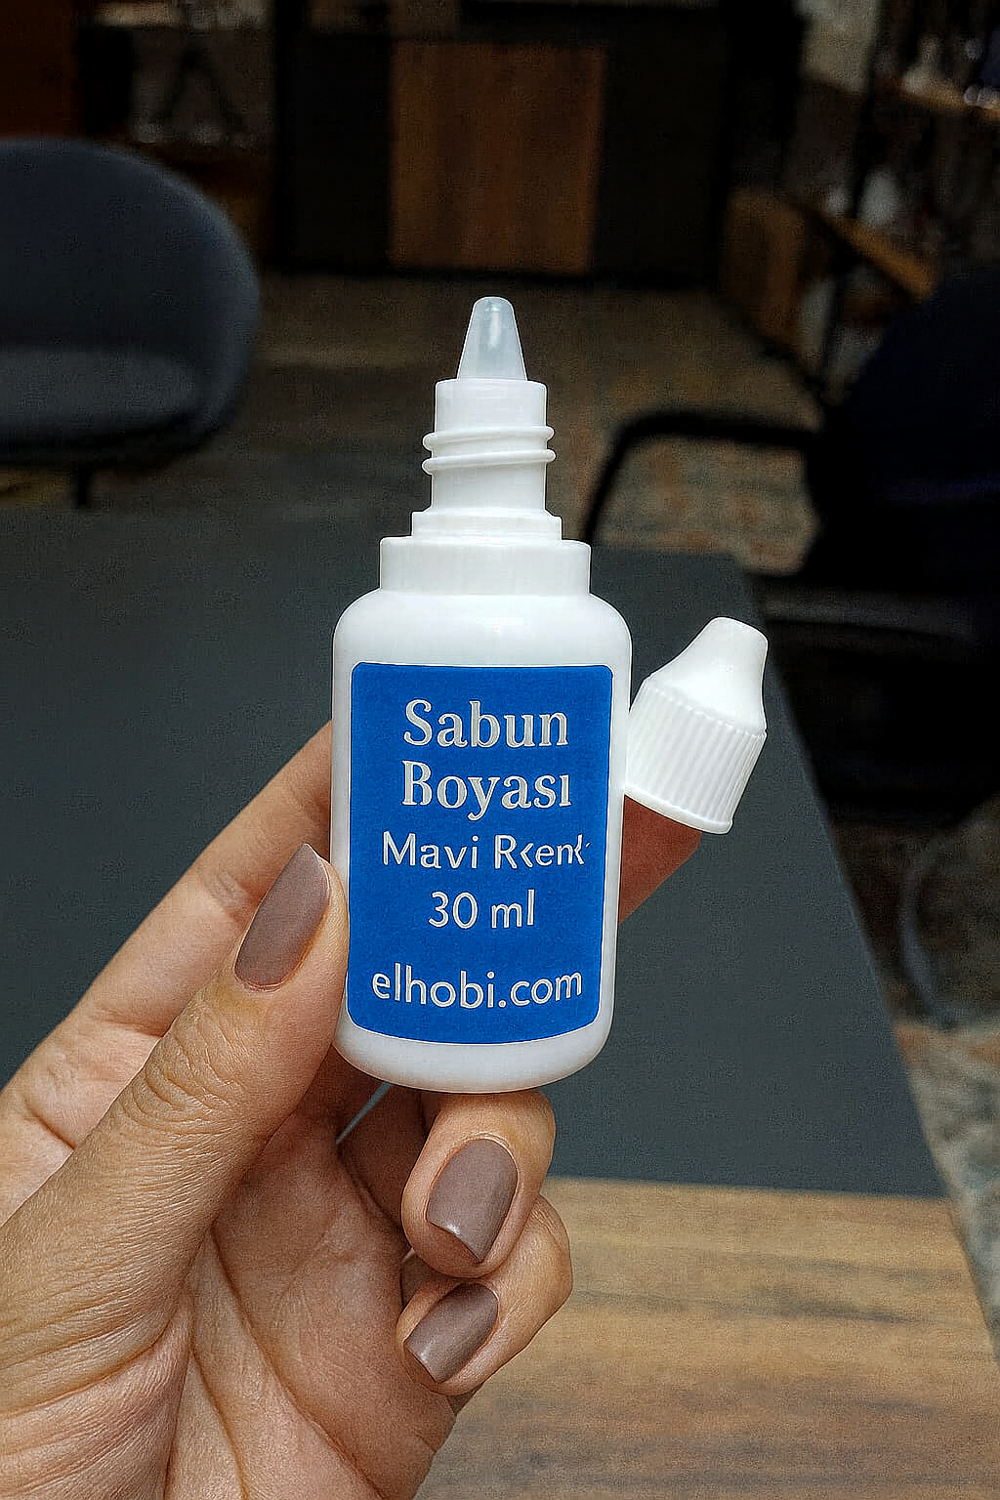 Sabun
Boyası
Mavi
30 ml
elhobi.com